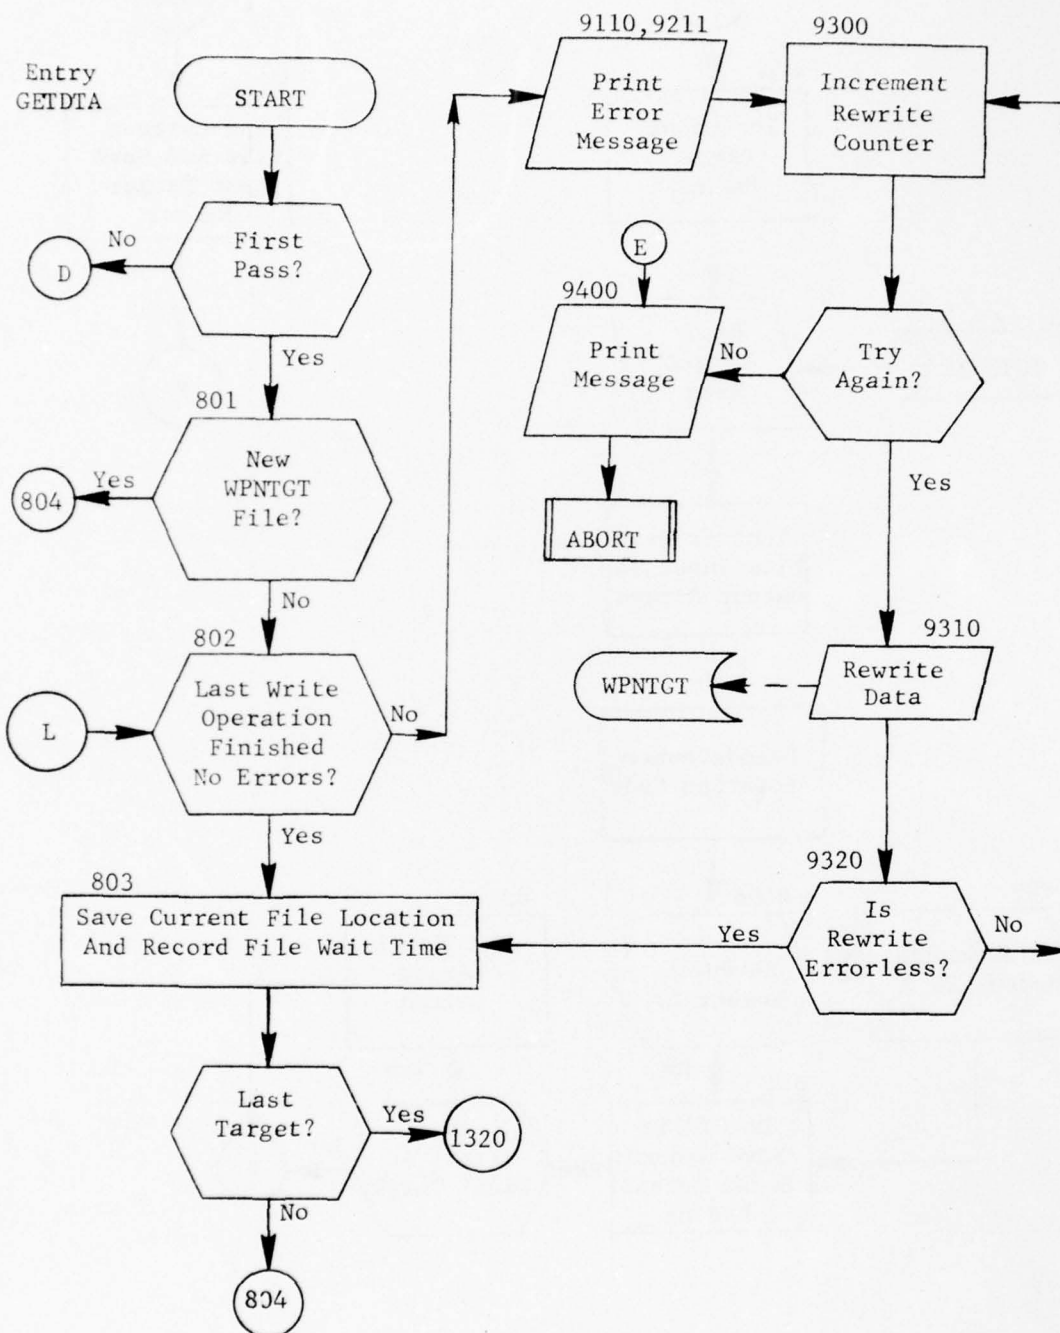 Entry
GETDTA
START
First
Pass?
No
D
Yes
801
New
WPNTGT
File?
Yes
804
No
802
Last Write
Operation
Finished
No Errors?
L
No
Yes
803
Save Current File Location
And Record File Wait Time
Last
Target?
Yes
1320
No
804
9110,9211
Print
Error
Message
9300
Increment
Rewrite
Counter
E
9400
Print
Message
No
Try
Again?
ABORT
Yes
9310
Rewrite
Data
WPNTGT
9320
Is
Rewrite
Errorless?
Yes
No